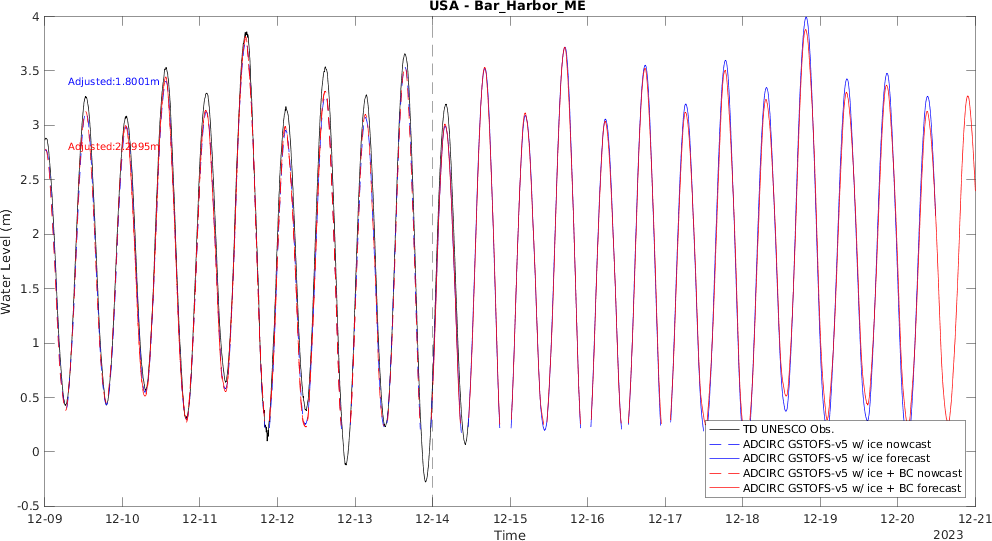 USA - Bar_Harbor_ME
4
3.5
3
2.5
2
1.5
1
0.5
0
-0.5
Water Level (m)
Adjusted:1.8001m
Adjusted:2.2995m
TD UNESCO Obs.
ADCIRC GSTOFS-v5 w/ ice nowcast
ADCIRC GSTOFS-v5 w/ ice forecast
ADCIRC GSTOFS-v5 w/ ice + BC nowcast
ADCIRC GSTOFS-v5 w/ ice + BC forecast
12-09 12-10 12-11 12-12 12-13 12-14 12-15 12-16 12-17 12-18 12-19 12-20 12-21
Time
2023